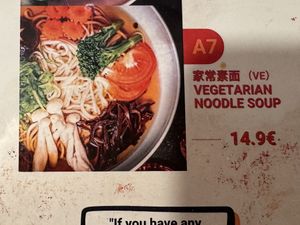 A7
家常素面 (VE)
VEGETARIAN
NOODLE SOUP
14.9€
"If you have any